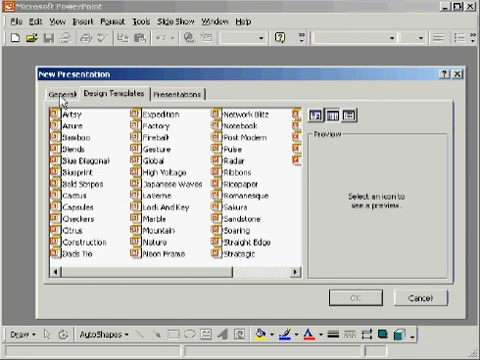 Microsoft PowerPoint
File Edit View Insert Format Tools Slide Show Window Help
New Presentation
General Design Templates Presentations
Artsy Expedition Network Blitz
Azure Factory Notebook
Bamboo Fireball Post Modern
Blends Gesture Pulse
Blue Diagonal Global Radar
Blueprint High Voltage Ribbons
Bold Stripes Japanese Waves Ricepaper
Cactus LaVerne Romanesque
Capsules Lock And Key Sakura
Checkers Marble Sandstone
Citrus Mountain Soaring
Construction Nature Straight Edge
Dads Tie Neon Frame Strategic
Preview
Select an icon to
see a preview.
OK Cancel
Draw AutoShapes